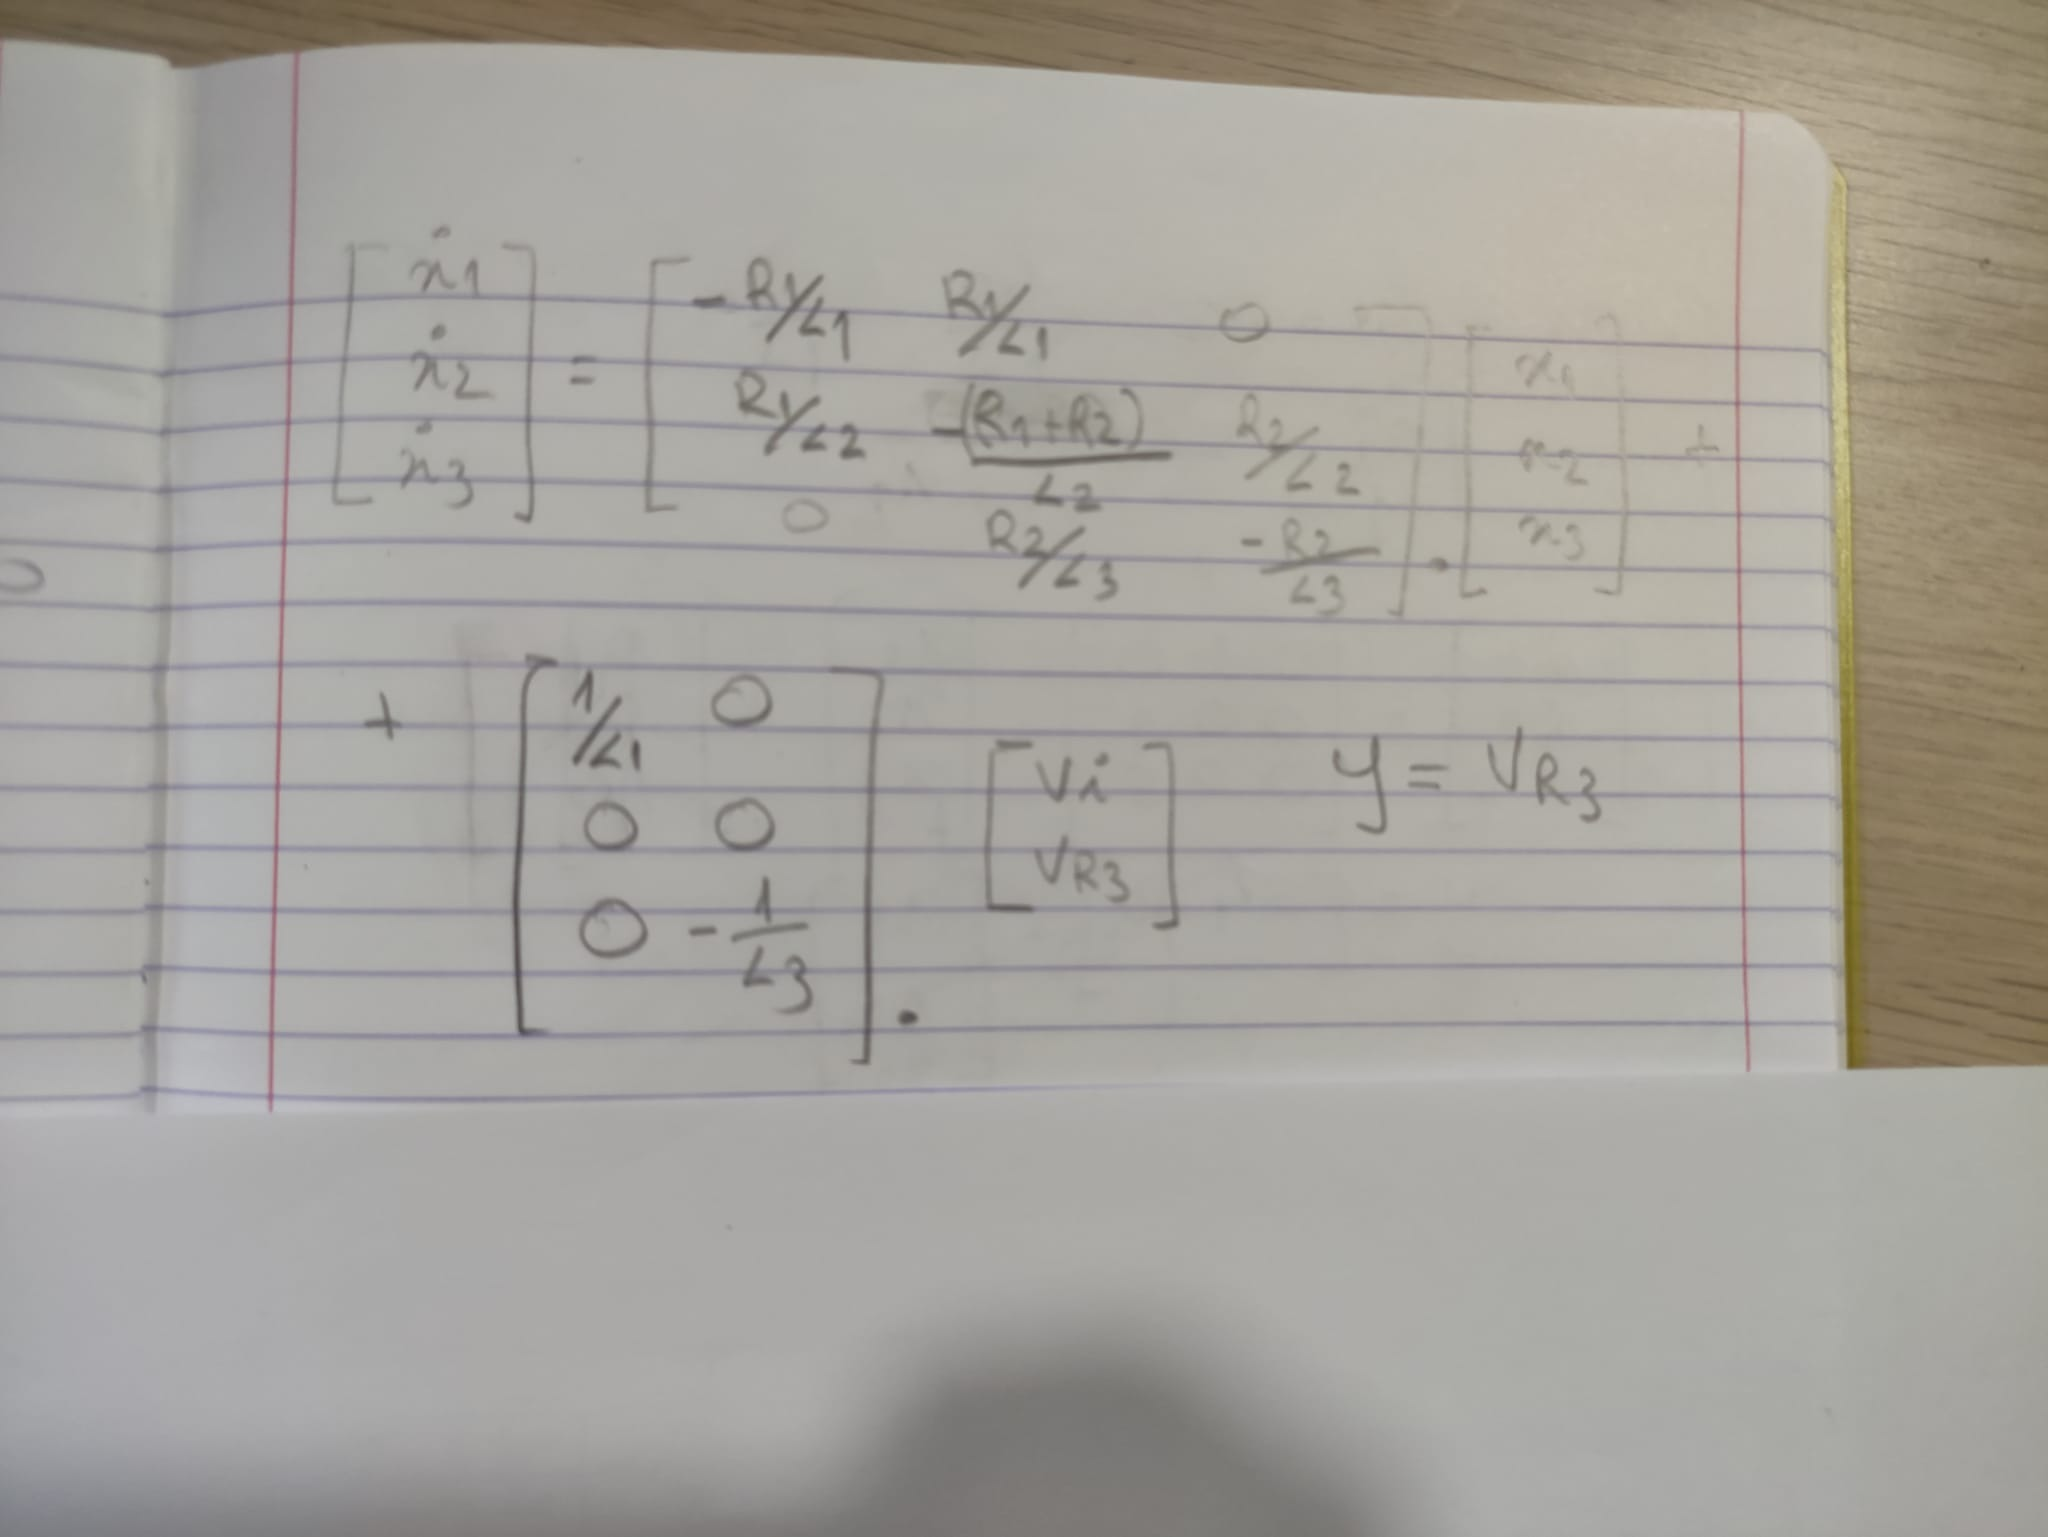 [ẋ1 ẋ2 ẋ3] = [-R1/L1 R1/L1 0
R1/L2 -(R1+R2)/L2 R2/L2
0 R2/L3 -R2/L3] . [x1 x2 x3] +
+ [1/L1 0
0 0
0 -1/L3] . [Vi VR3] y = VR3